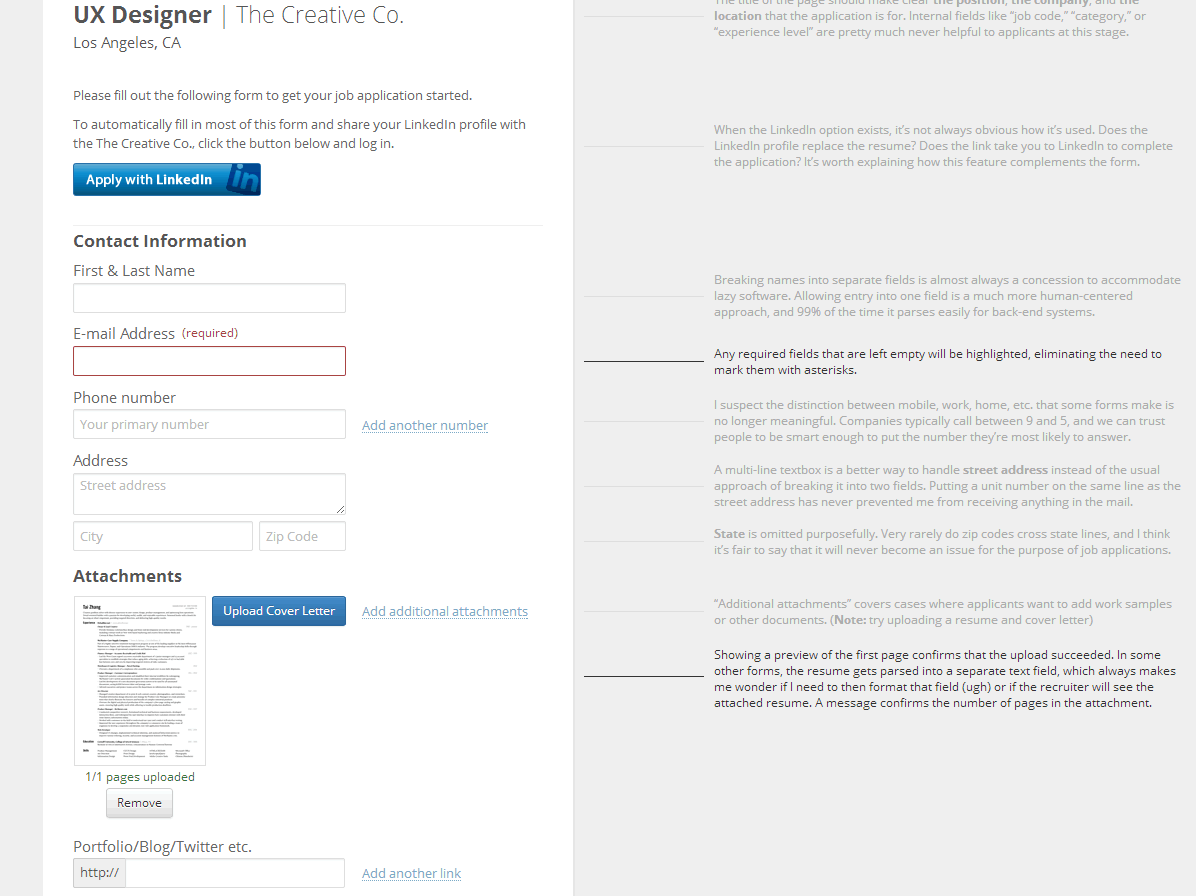 UX Designer | The Creative Co.
Los Angeles, CA
Please fill out the following form to get your job application started.
To automatically fill in most of this form and share your LinkedIn profile with
the The Creative Co., click the button below and log in.
Apply with LinkedIn
in
Contact Information
First & Last Name
E-mail Address (required)
Phone number
Your primary number
Add another number
Address
Street address
City
Zip Code
Attachments
Tai Zhang
Upload Cover Letter
Add additional attachments
1/1 pages uploaded
Remove
Portfolio/Blog/Twitter etc.
http://
Add another link
The title of the page should make clear the position, the company, and the
location that the application is for. Internal fields like “job code,” “category,” or
“experience level” are pretty much never helpful to applicants at this stage.
When the LinkedIn option exists, it’s not always obvious how it’s used. Does the
LinkedIn profile replace the resume? Does the link take you to LinkedIn to complete
the application? It’s worth explaining how this feature complements the form.
Breaking names into separate fields is almost always a concession to accommodate
lazy software. Allowing entry into one field is a much more human-centered
approach, and 99% of the time it parses easily for back-end systems.
Any required fields that are left empty will be highlighted, eliminating the need to
mark them with asterisks.
I suspect the distinction between mobile, work, home, etc. that some forms make is
no longer meaningful. Companies typically call between 9 and 5, and we can trust
people to be smart enough to put the number they’re most likely to answer.
A multi-line textbox is a better way to handle street address instead of the usual
approach of breaking it into two fields. Putting a unit number on the same line as the
street address has never prevented me from receiving anything in the mail.
State is omitted purposefully. Very rarely do zip codes cross state lines, and I think
it’s fair to say that it will never become an issue for the purpose of job applications.
“Additional attachments” covers cases where applicants want to add work samples
or other documents. (Note: try uploading a resume and cover letter)
Showing a preview of the first page confirms that the upload succeeded. In some
other forms, the resume gets parsed into a separate text field, which always makes
me wonder if I need to then format that field (ugh) or if the recruiter will see the
attached resume. A message confirms the number of pages in the attachment.